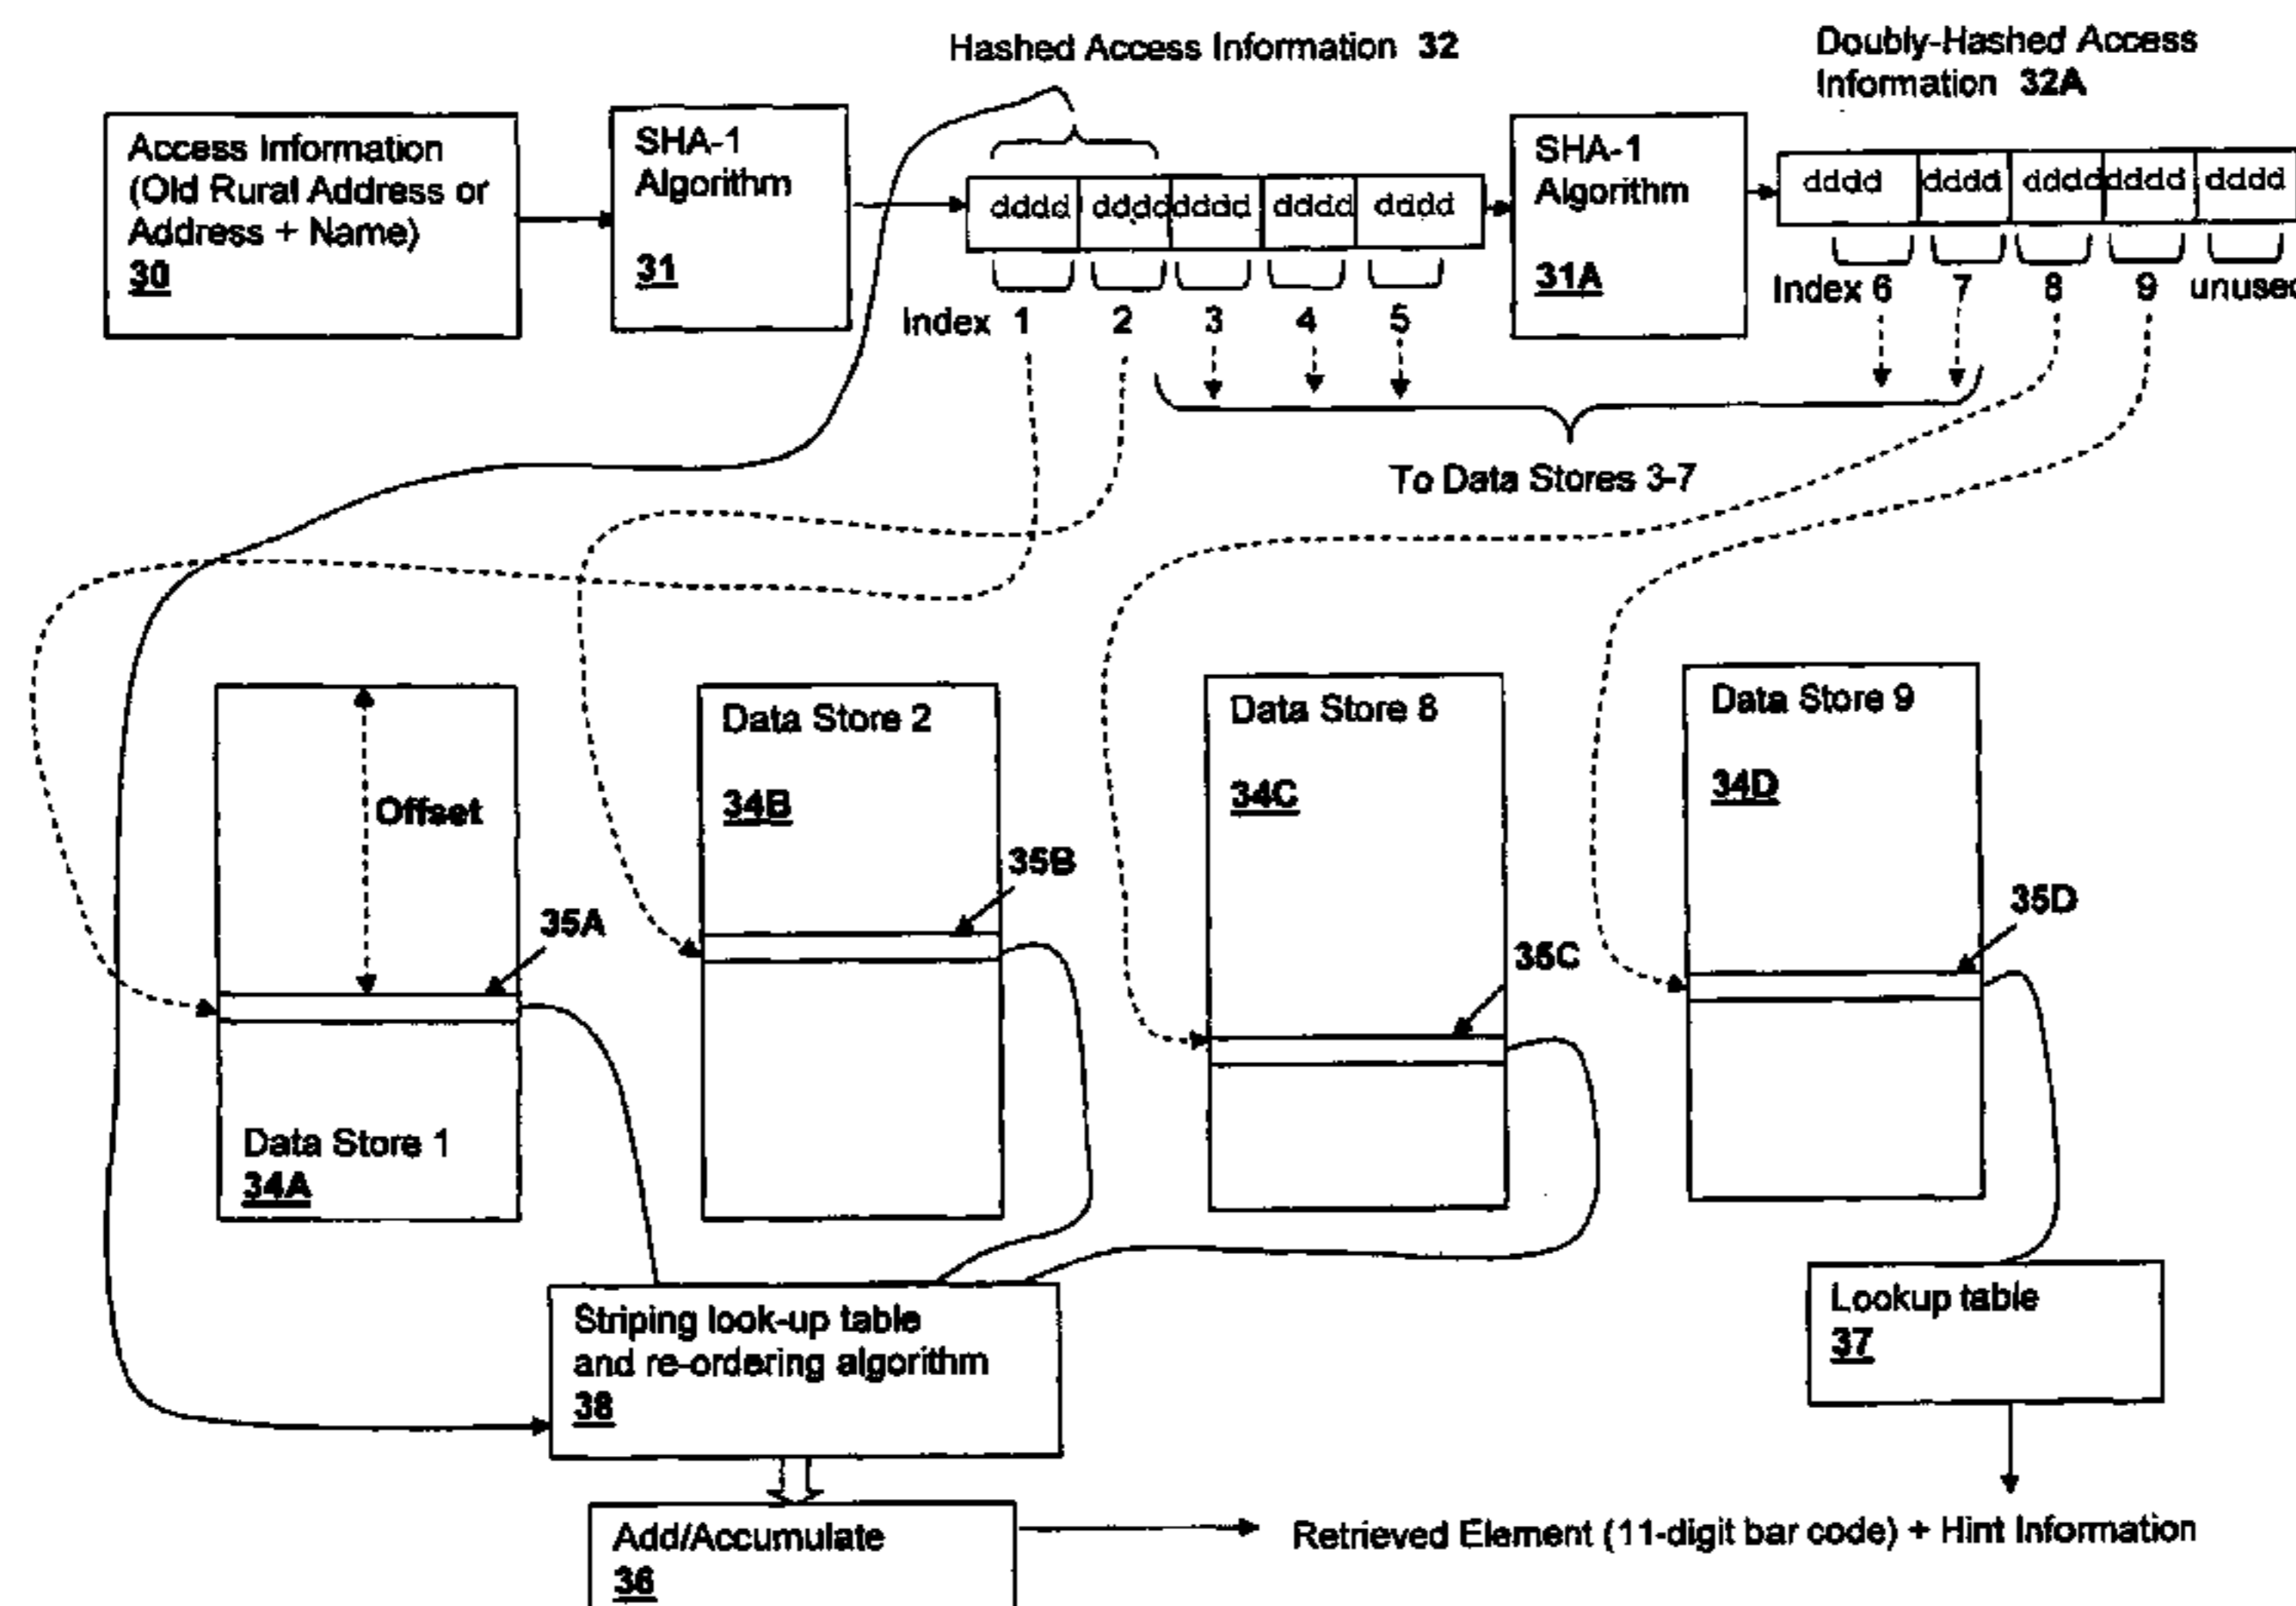 Hashed Access Information 32
Doubly-Hashed Access
Information 32A
Access Information
(Old Rural Address or
Address + Name)
30
SHA-1
Algorithm
31
dddd dddd dddd dddd dddd
SHA-1
Algorithm
31A
dddd dddd dddd dddd dddd
Index 1 2 3 4 5
Index 6 7 8 9 unused
To Data Stores 3-7
Offset
35A
Data Store 1
34A
Data Store 2
34B
35B
Data Store 8
34C
35C
Data Store 9
34D
35D
Striping look-up table
and re-ordering algorithm
38
Lookup table
37
Add/Accumulate
36
Retrieved Element (11-digit bar code) + Hint Information